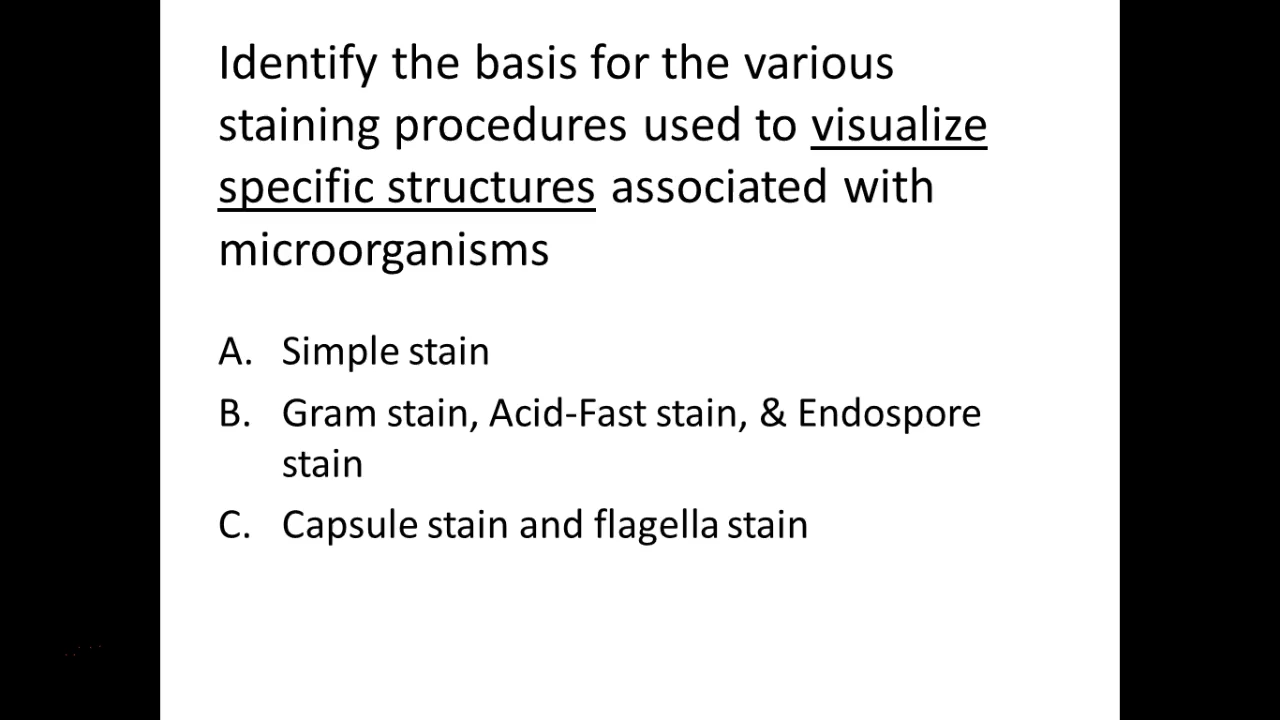 Identify the basis for the various
staining procedures used to visualize
specific structures associated with
microorganisms
A. Simple stain
B. Gram stain, Acid-Fast stain, & Endospore
stain
C. Capsule stain and flagella stain